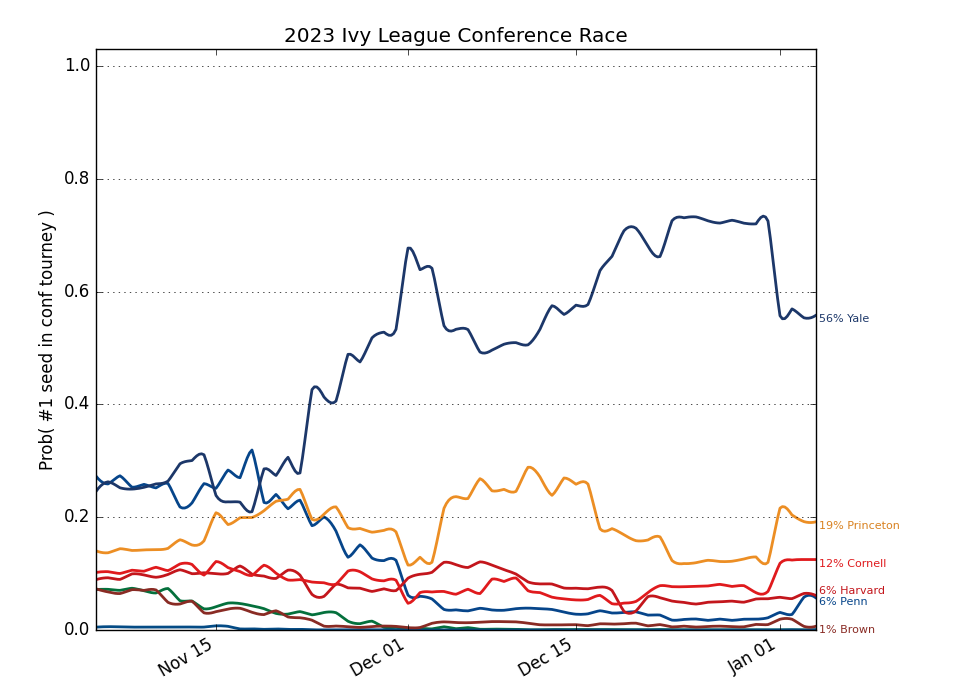 2023 Ivy League Conference Race
Prob( #1 seed in conf tourney )
1.0
0.8
0.6
0.4
0.2
0.0
Nov 15
Dec 01
Dec 15
Jan 01
56% Yale
19% Princeton
12% Cornell
6% Harvard
6% Penn
1% Brown